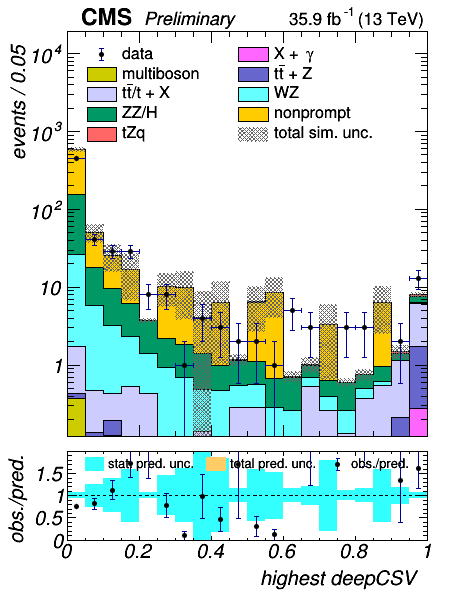 CMS Preliminary 35.9 fb⁻¹ (13 TeV)
events / 0.05
10⁴
10³
10²
10
1
data
multiboson
tt̄/t + X
ZZ/H
tZq
X + γ
tt̄ + Z
WZ
nonprompt
total sim. unc.
obs./pred.
1.5
1
0.5
0
stat. pred. unc. total pred. unc. obs./pred.
0 0.2 0.4 0.6 0.8 1
highest deepCSV